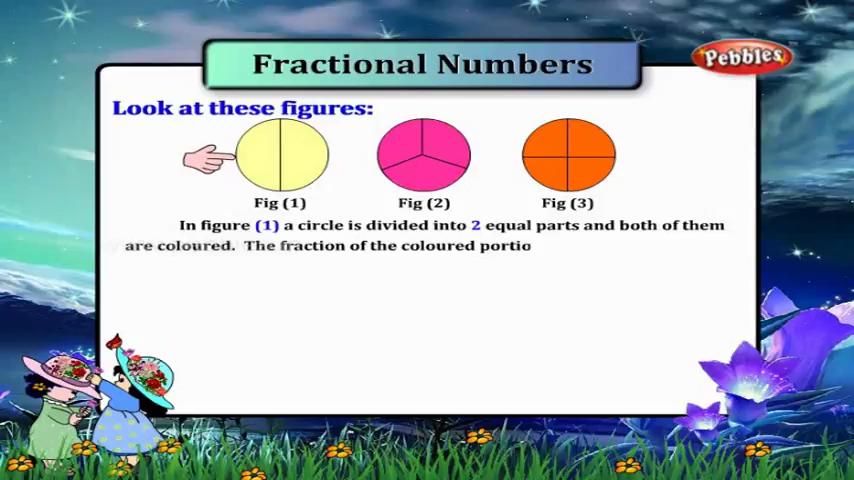 Pebbles
Fractional Numbers
Look at these figures:
Fig (1) Fig (2) Fig (3)
In figure (1) a circle is divided into 2 equal parts and both of them
are coloured. The fraction of the coloured portio